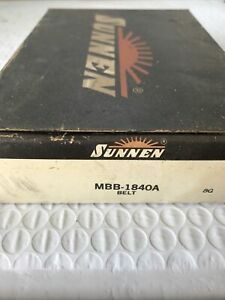 SUNNEN
®
SUNNEN
®
MBB-1840A
BELT
8G